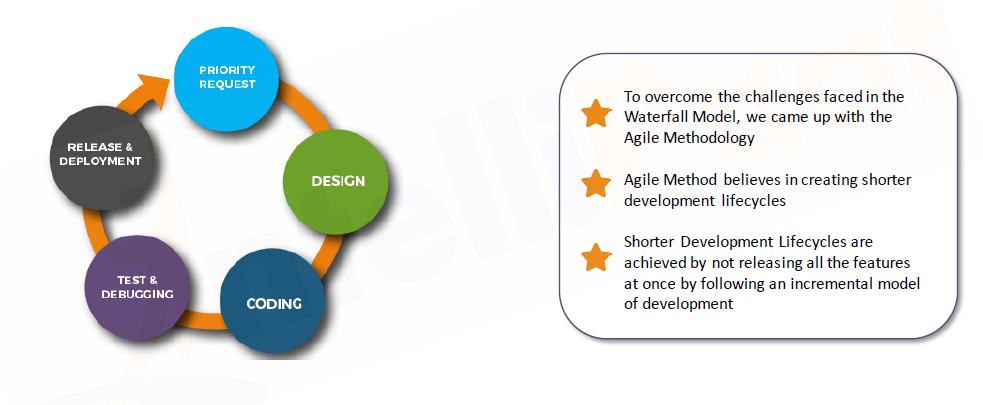 PRIORITY
REQUEST
DESIGN
CODING
TEST &
DEBUGGING
RELEASE &
DEPLOYMENT
To overcome the challenges faced in the
Waterfall Model, we came up with the
Agile Methodology
Agile Method believes in creating shorter
development lifecycles
Shorter Development Lifecycles are
achieved by not releasing all the features
at once by following an incremental model
of development